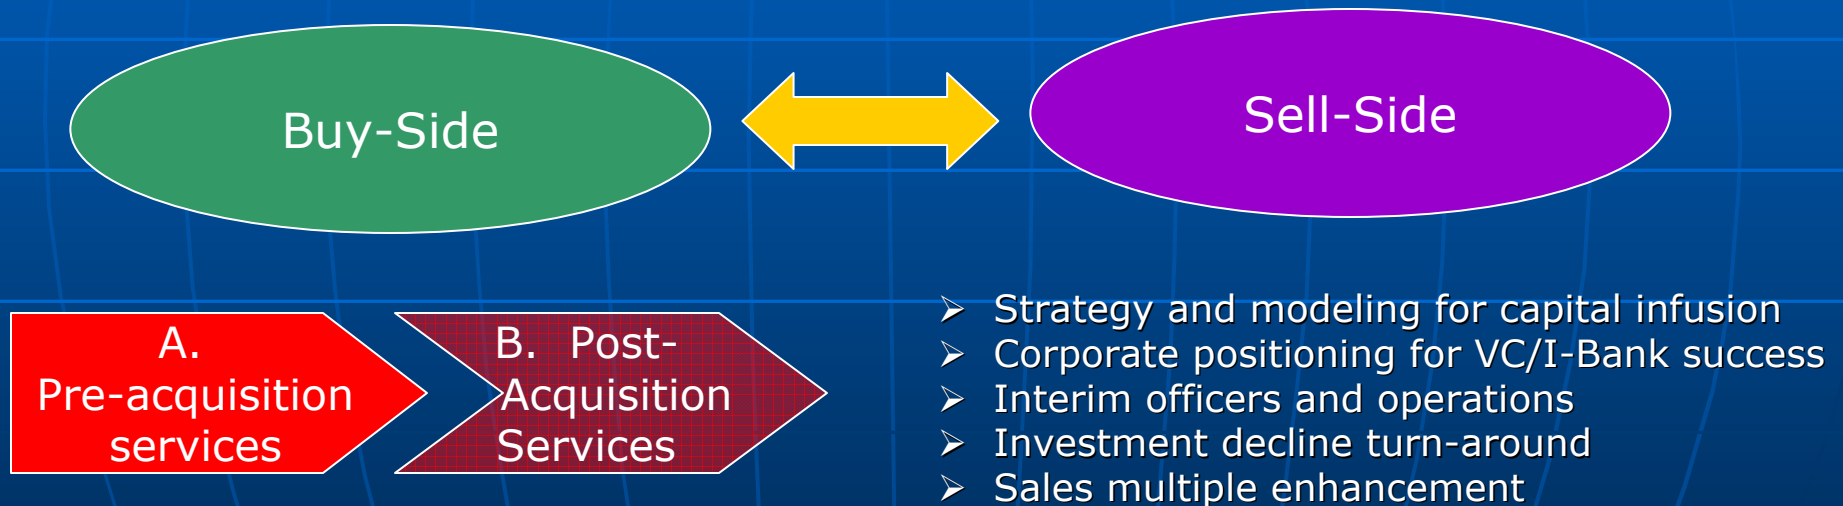 Buy-Side
Sell-Side
A.
Pre-acquisition
services
B.  Post-
Acquisition
Services
➢ Strategy and modeling for capital infusion
➢ Corporate positioning for VC/I-Bank success
➢ Interim officers and operations
➢ Investment decline turn-around
➢ Sales multiple enhancement